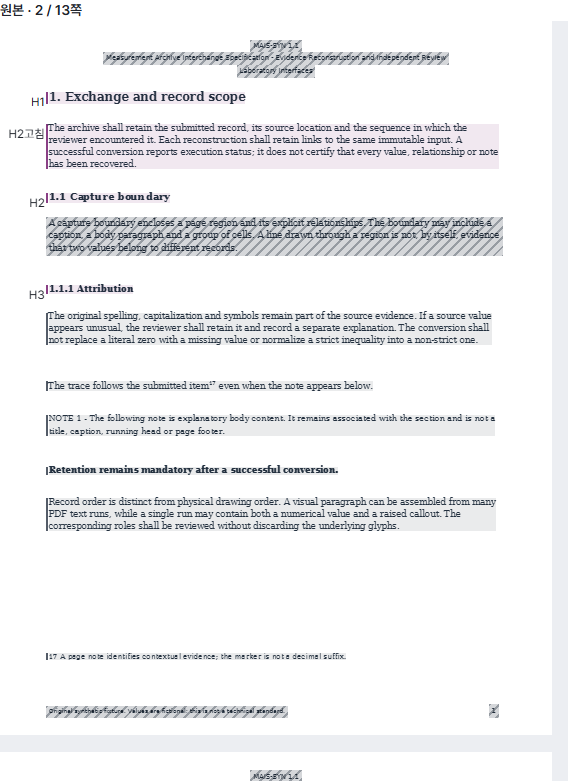 원본 · 2 / 13쪽
MAIS-SYN 1.1
Measurement Archive Interchange Specification - Evidence Reconstruction and Independent Review
Laboratory Interfaces
H1
1. Exchange and record scope
H2고침
The archive shall retain the submitted record, its source location and the sequence in which the
reviewer encountered it. Each reconstruction shall retain links to the same immutable input. A
successful conversion reports execution status; it does not certify that every value, relationship or note
has been recovered.
H2
1.1 Capture boundary
A capture boundary encloses a page region and its explicit relationships. The boundary may include a
caption, a body paragraph and a group of cells. A line drawn through a region is not, by itself, evidence
that two values belong to different records.
H3
1.1.1 Attribution
The original spelling, capitalization and symbols remain part of the source evidence. If a source value
appears unusual, the reviewer shall retain it and record a separate explanation. The conversion shall
not replace a literal zero with a missing value or normalize a strict inequality into a non-strict one.
The trace follows the submitted item¹⁷ even when the note appears below.
NOTE 1 - The following note is explanatory body content. It remains associated with the section and is not a
title, caption, running head or page footer.
Retention remains mandatory after a successful conversion.
Record order is distinct from physical drawing order. A visual paragraph can be assembled from many
PDF text runs, while a single run may contain both a numerical value and a raised callout. The
corresponding roles shall be reviewed without discarding the underlying glyphs.
17 A page note identifies contextual evidence; the marker is not a decimal suffix.
Original synthetic fixture. Values are fictional; this is not a technical standard.
1
MAIS-SYN 1.1